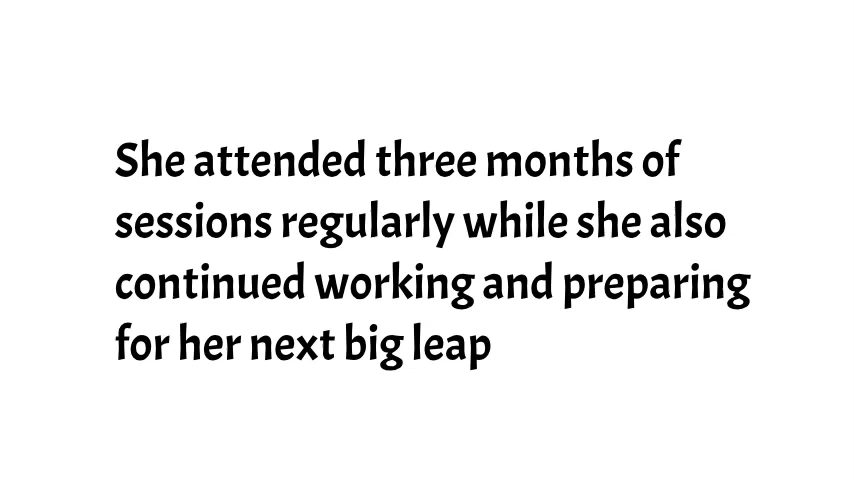 She attended three months of
sessions regularly while she also
continued working and preparing
for her next big leap